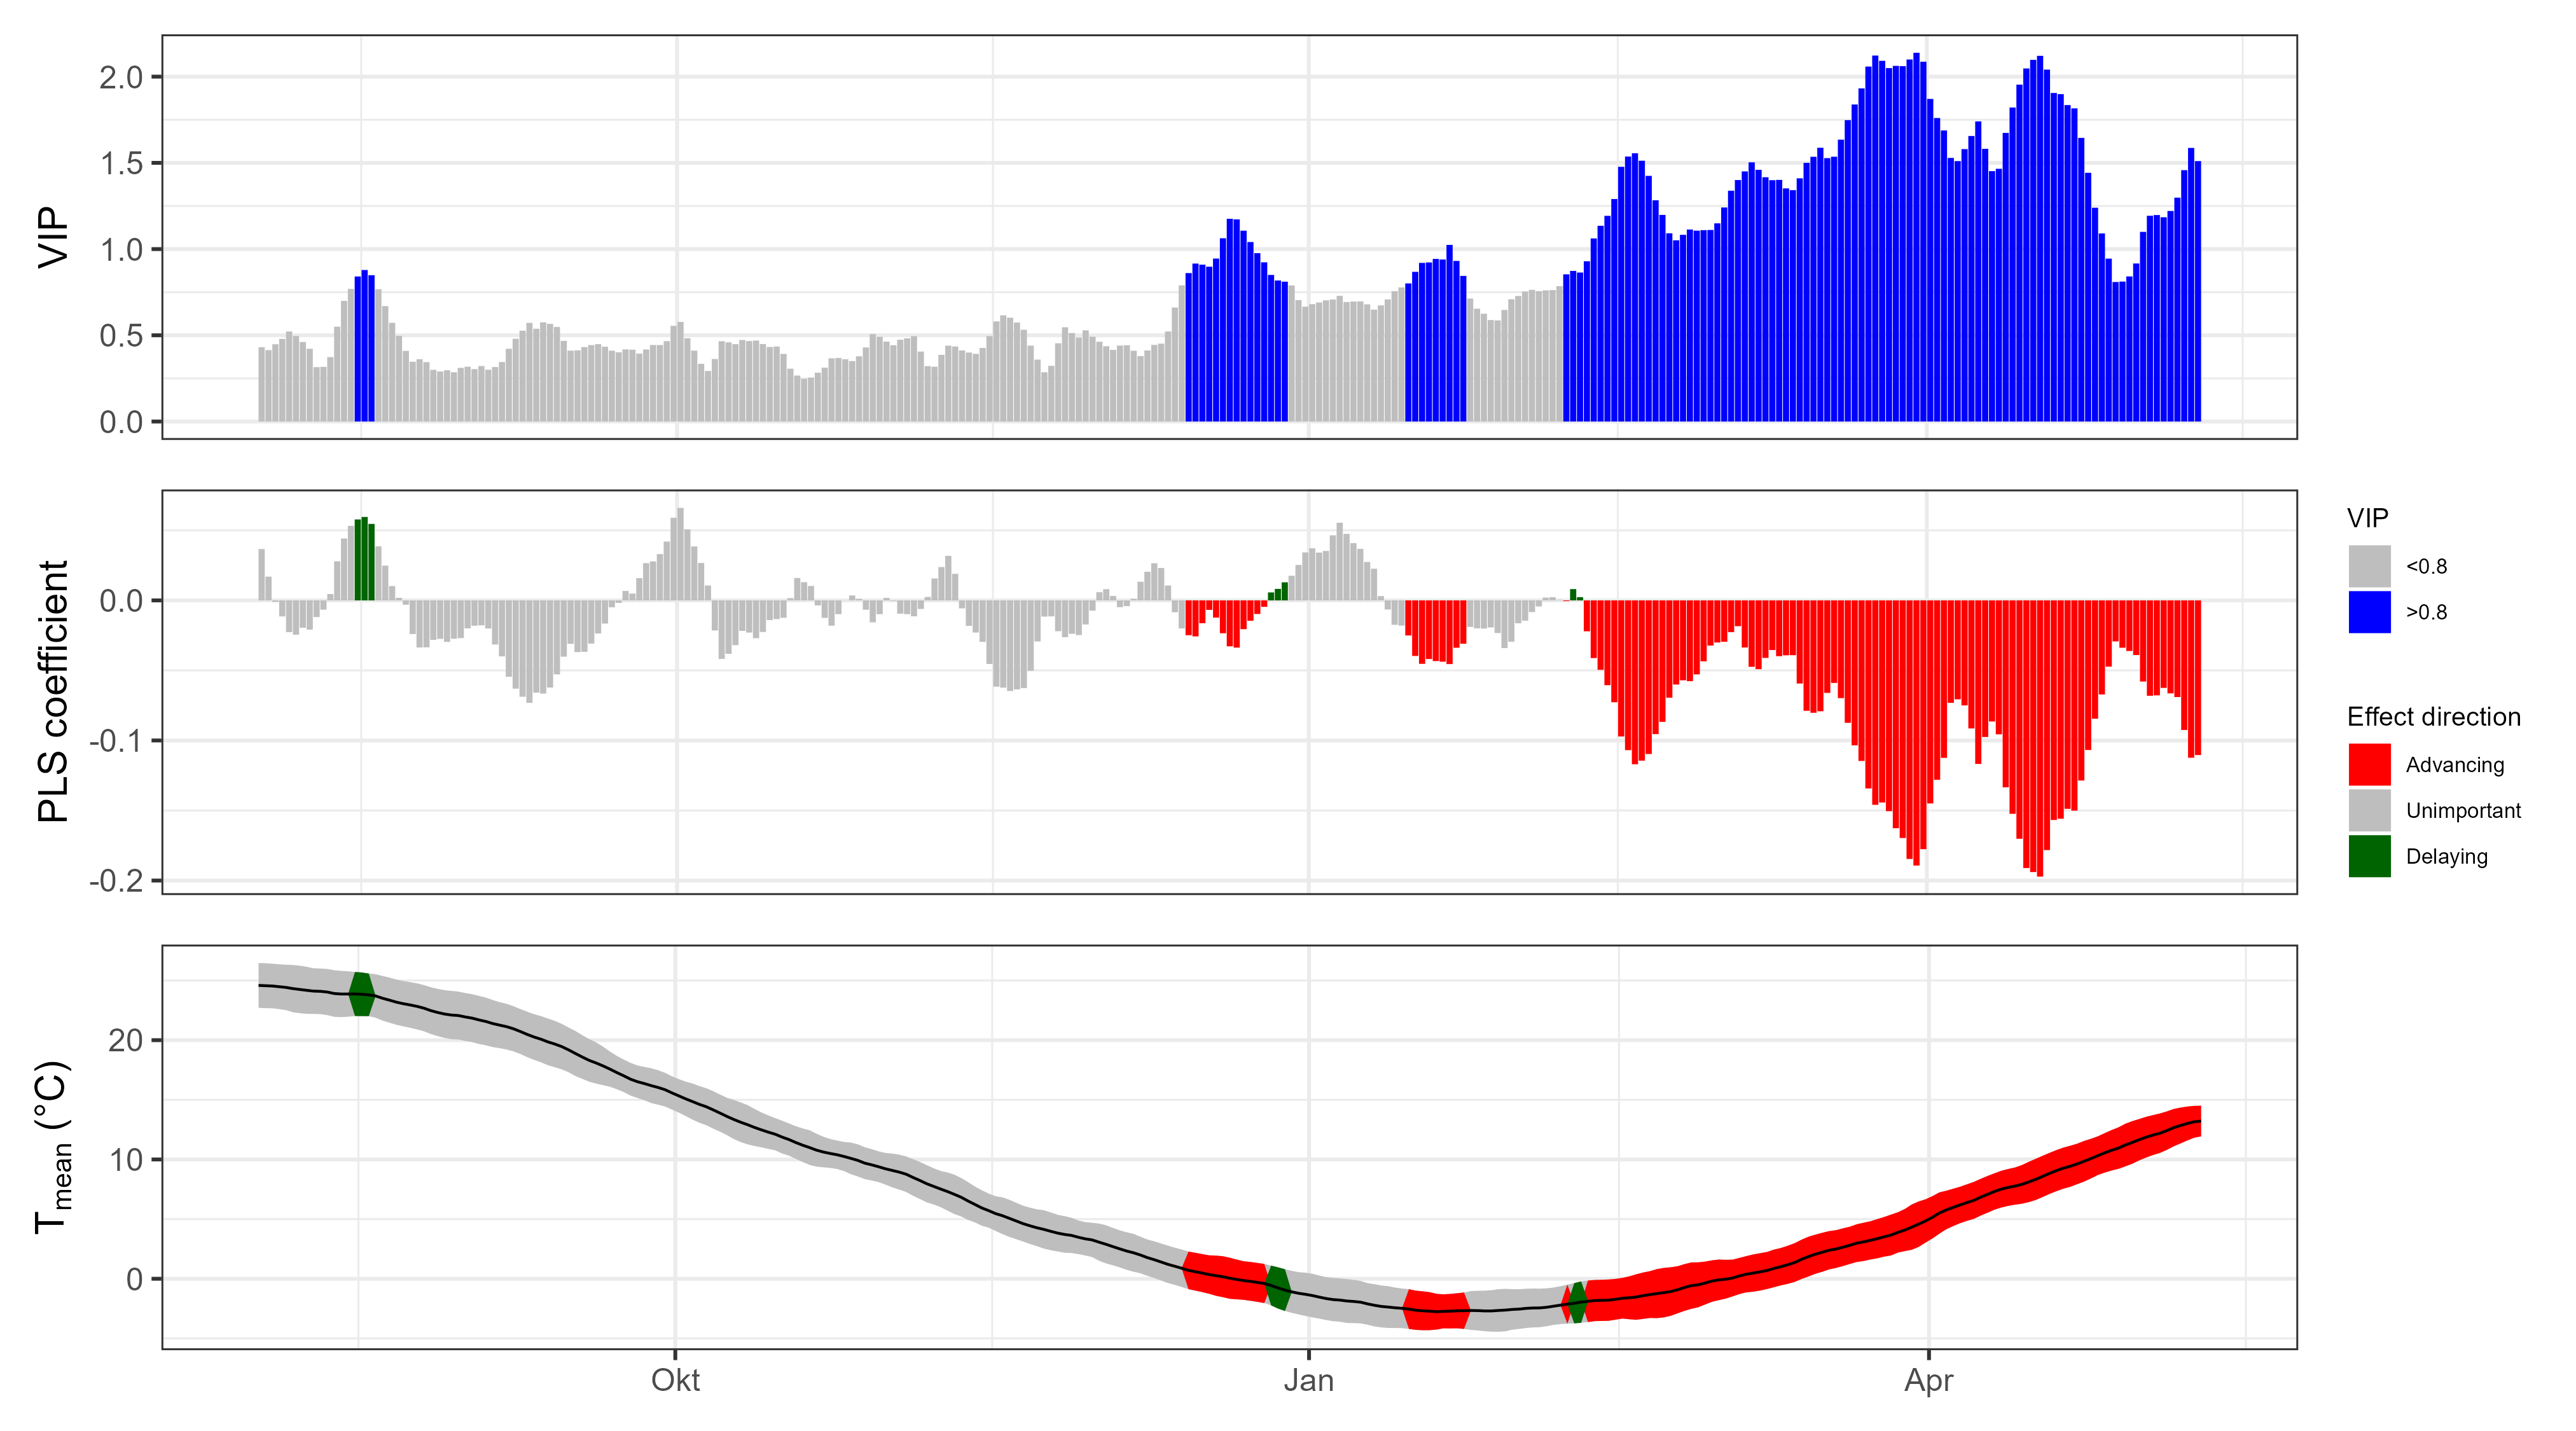 VIP
2.0
1.5
1.0
0.5
0.0
PLS coefficient
0.0
-0.1
-0.2
VIP
<0.8
>0.8
Effect direction
Advancing
Unimportant
Delaying
Tmean (°C)
20
10
0
Okt Jan Apr